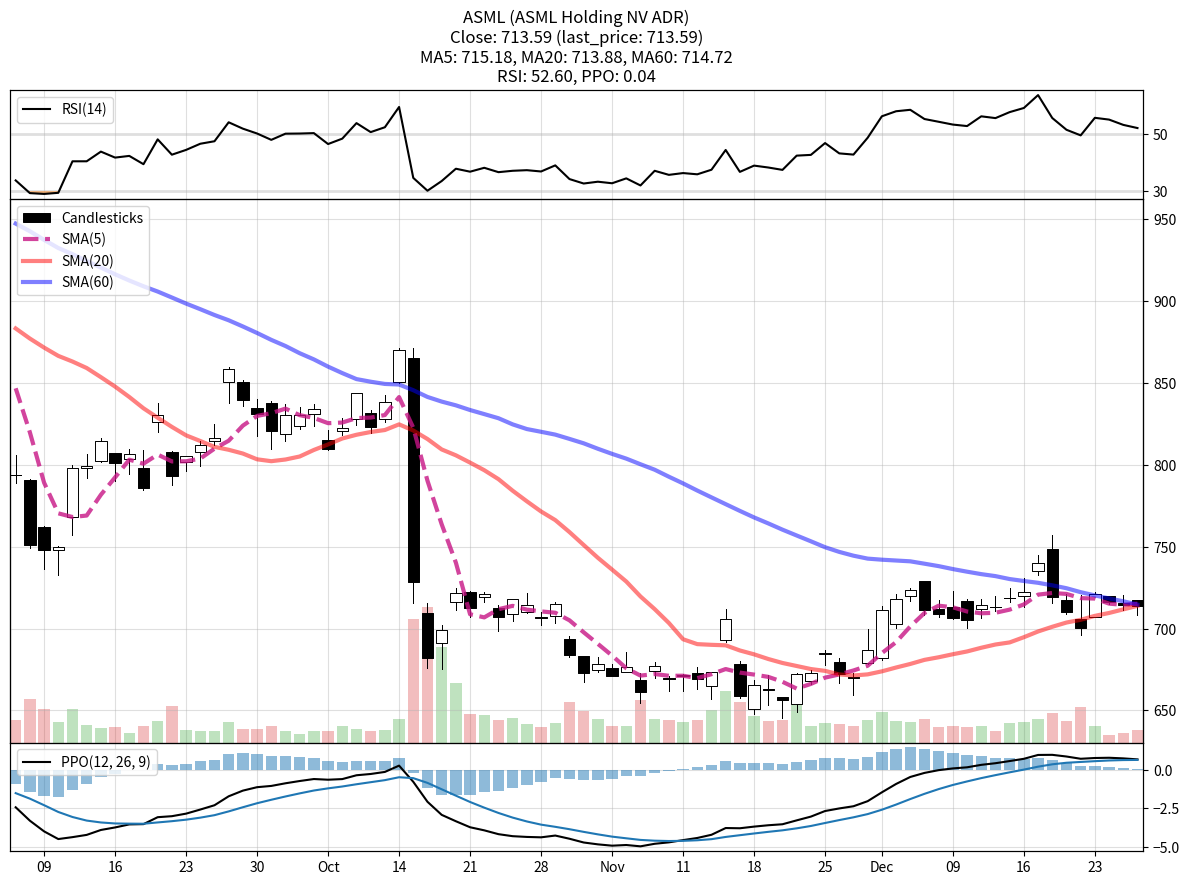 ASML (ASML Holding NV ADR)
Close: 713.59 (last_price: 713.59)
MA5: 715.18, MA20: 713.88, MA60: 714.72
RSI: 52.60, PPO: 0.04
RSI(14)
50
30
Candlesticks
SMA(5)
SMA(20)
SMA(60)
950
900
850
800
750
700
650
PPO(12, 26, 9)
0.0
−2.5
−5.0
09 16 23 30 Oct 14 21 28 Nov 11 18 25 Dec 09 16 23